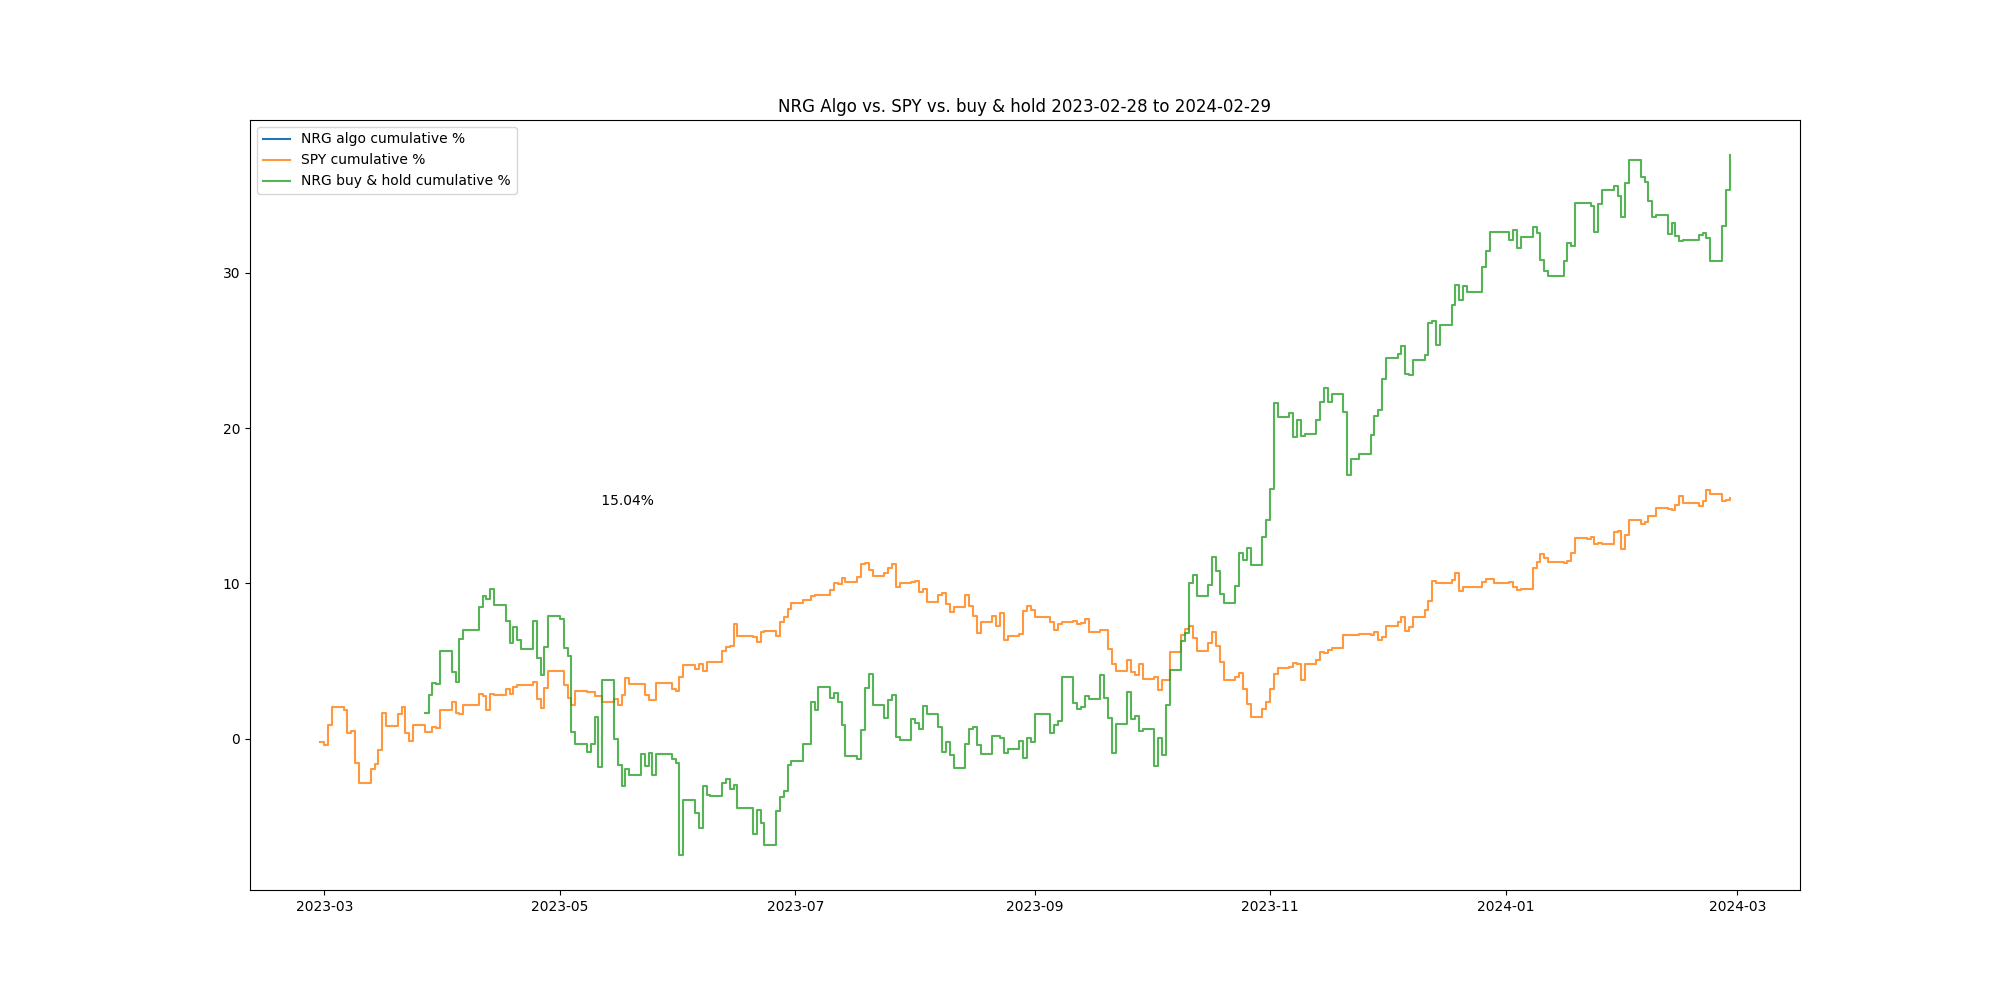 NRG Algo vs. SPY vs. buy & hold 2023-02-28 to 2024-02-29
NRG algo cumulative %
SPY cumulative %
NRG buy & hold cumulative %
30
20
15.04%
10
0
2023-03 2023-05 2023-07 2023-09 2023-11 2024-01 2024-03